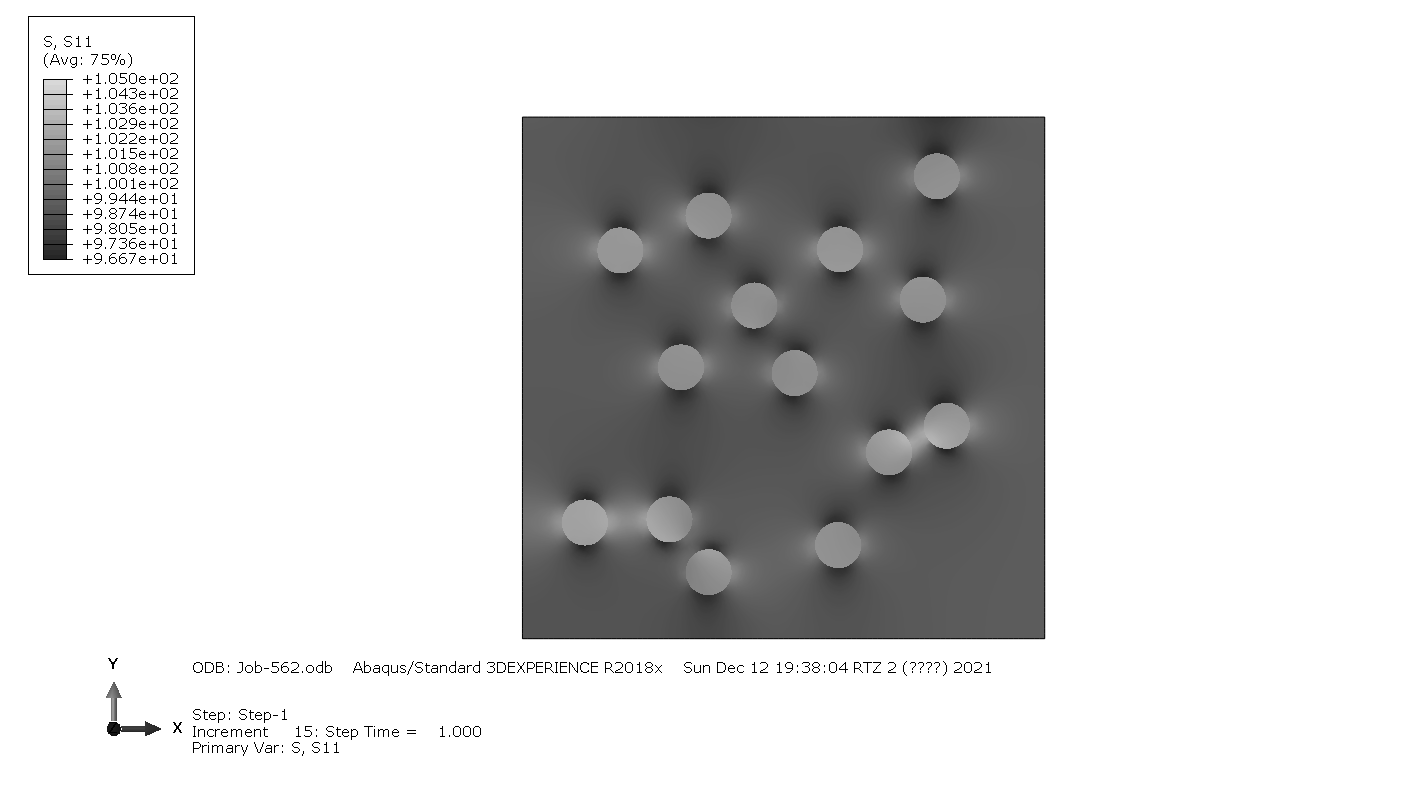 S, S11
(Avg: 75%)
+1.050e+02
+1.043e+02
+1.036e+02
+1.029e+02
+1.022e+02
+1.015e+02
+1.008e+02
+1.001e+02
+9.944e+01
+9.874e+01
+9.805e+01
+9.736e+01
+9.667e+01
Y
X
ODB: Job-562.odb Abaqus/Standard 3DEXPERIENCE R2018x Sun Dec 12 19:38:04 RTZ 2 (????) 2021
Step: Step-1
Increment 15: Step Time = 1.000
Primary Var: S, S11